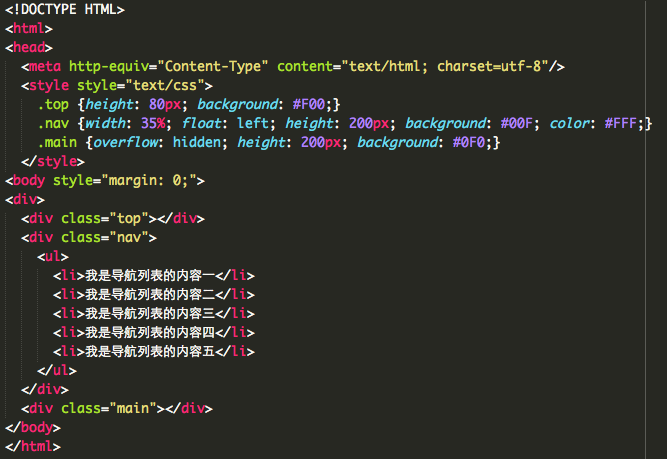 <!DOCTYPE HTML>
<html>
<head>
  <meta http-equiv="Content-Type" content="text/html; charset=utf-8"/>
  <style style="text/css">
    .top {height: 80px; background: #F00;}
    .nav {width: 35%; float: left; height: 200px; background: #00F; color: #FFF;}
    .main {overflow: hidden; height: 200px; background: #0F0;}
  </style>
<body style="margin: 0;">
<div>
  <div class="top"></div>
  <div class="nav">
    <ul>
      <li>我是导航列表的内容一</li>
      <li>我是导航列表的内容二</li>
      <li>我是导航列表的内容三</li>
      <li>我是导航列表的内容四</li>
      <li>我是导航列表的内容五</li>
    </ul>
  </div>
  <div class="main"></div>
</body>
</html>